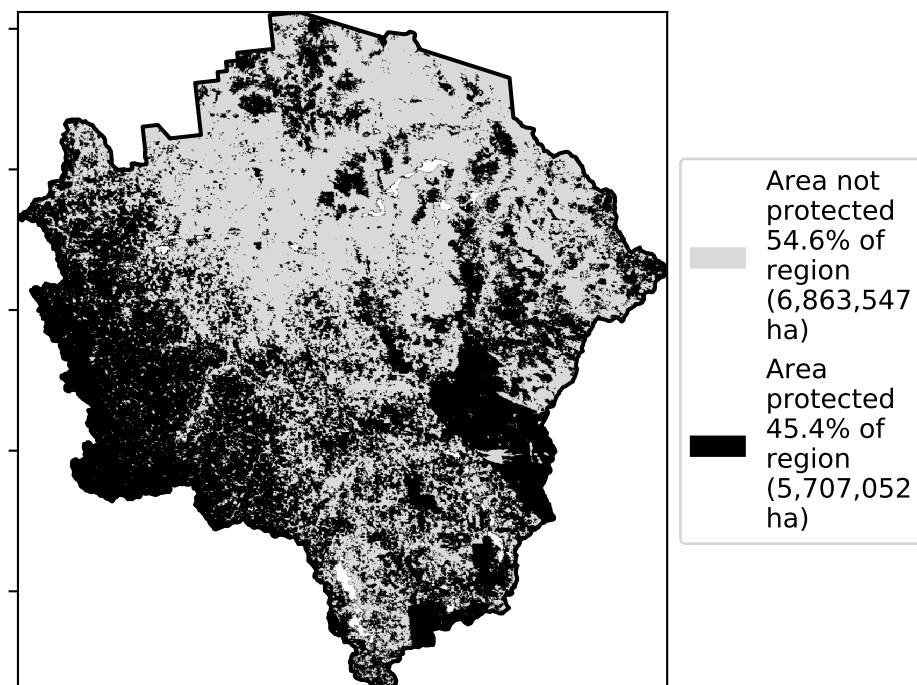 Area not
protected
54.6% of
region
(6,863,547
ha)
Area
protected
45.4% of
region
(5,707,052
ha)